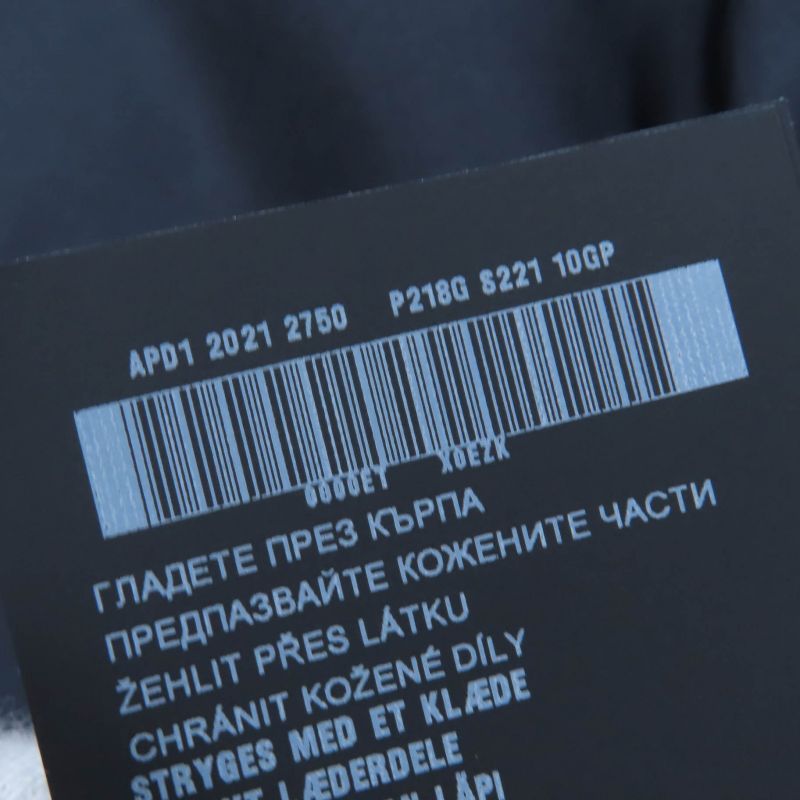 APD1 2021 2750 P218G S221 10GP
0000ET X0EZK
ГЛАДЕТЕ ПРЕЗ КЪРПА
ПРЕДПАЗВАЙТЕ КОЖЕНИТЕ ЧАСТИ
ŽEHLIT PŘES LÁTKU
CHRÁNIT KOŽENÉ DÍLY
STRYGES MED ET KLÆDE
LÆDERDELE
LÄPI